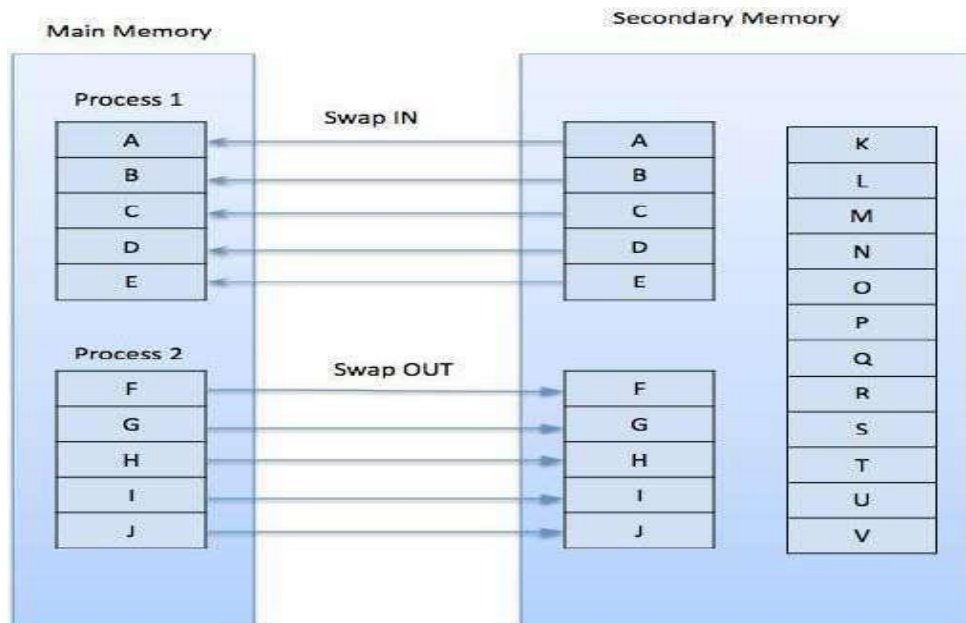 Main Memory
Secondary Memory
Process 1
A
B
C
D
E
Swap IN
A
B
C
D
E
Process 2
F
G
H
I
J
Swap OUT
F
G
H
I
J
K
L
M
N
O
P
Q
R
S
T
U
V